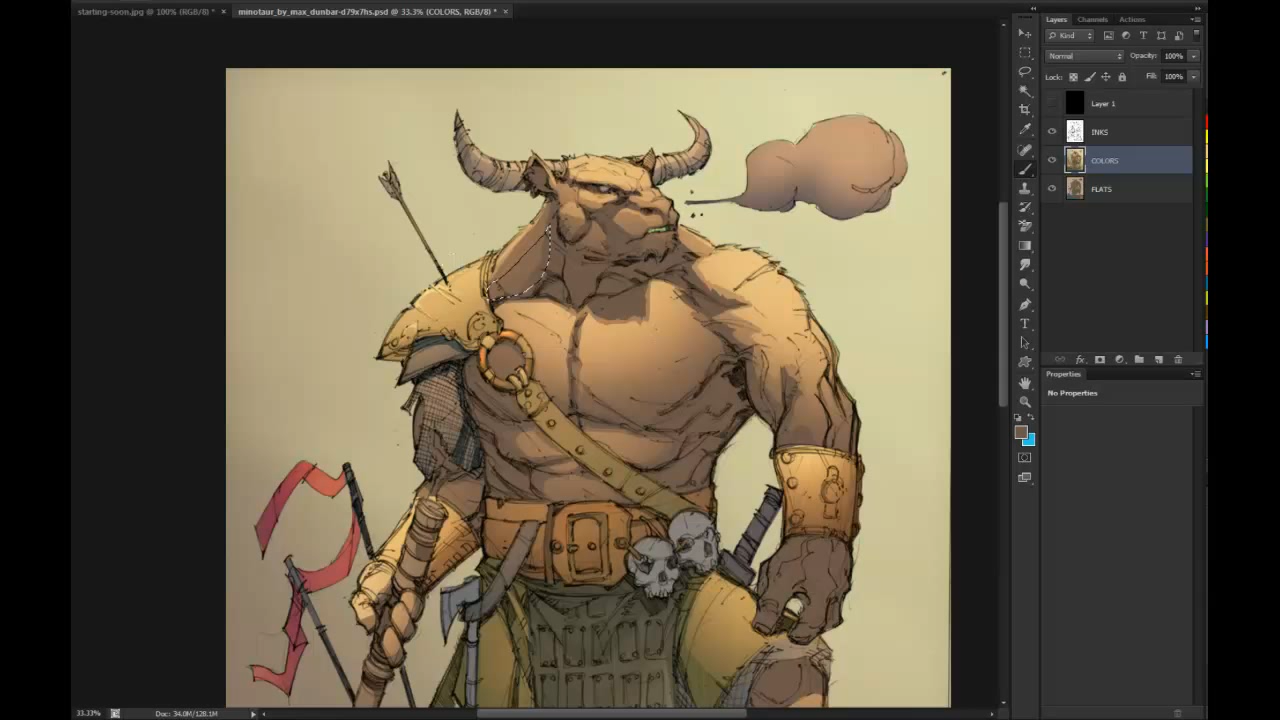 starting-soon.jpg @ 100% (RGB/8) * ×
minotaur_by_max_dunbar-d79x7hs.psd @ 33.3% (COLORS, RGB/8) * ×
Layers Channels Actions
Kind
Normal Opacity: 100%
Lock: Fill: 100%
Layer 1
INKS
COLORS
FLATS
fx
Properties
No Properties
33.33% Doc: 34.0M/128.1M